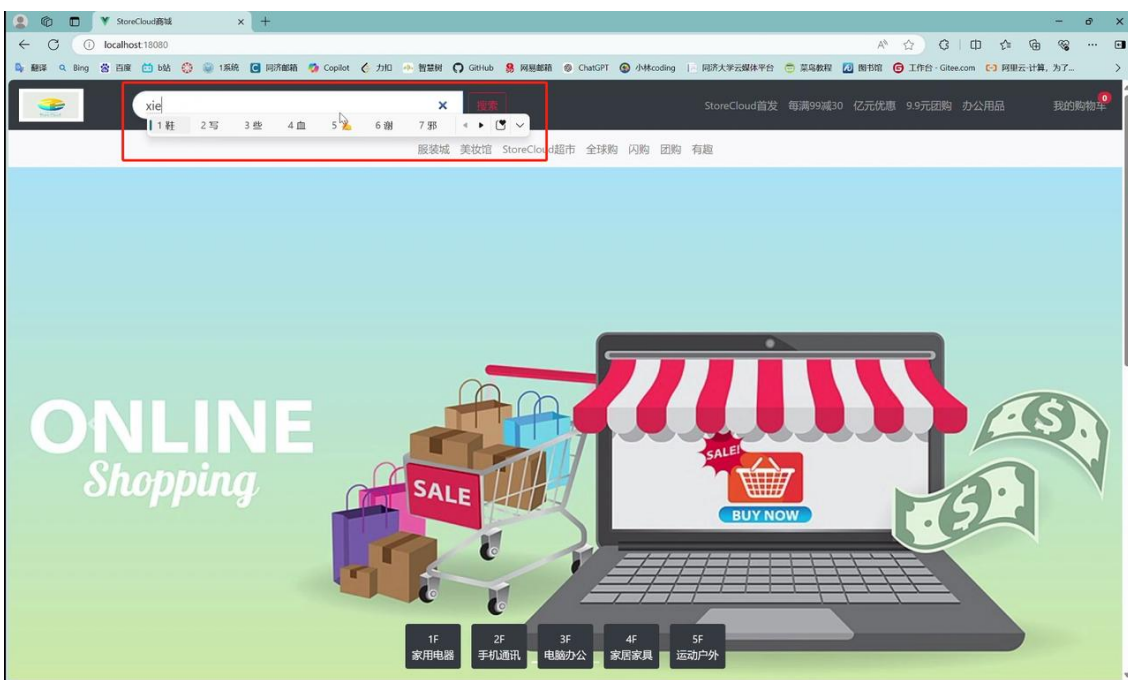 StoreCloud商城
localhost:18080
翻译 Bing 百度 b站 1系统 同济邮箱 Copilot 力扣 智慧树 GitHub 网易邮箱 ChatGPT 小林coding 同济大学云媒体平台 菜鸟教程 图书馆 工作台 - Gitee.com 阿里云-计算，为了...
xie 搜索 StoreCloud首发 每满99减30 亿元优惠 9.9元团购 办公用品 我的购物车 0
1 鞋 2 写 3 些 4 血 5 6 谢 7 邪
服装城 美妆馆 StoreCloud超市 全球购 闪购 团购 有趣
ONLINE
Shopping
SALE
SALE!
BUY NOW
1F 2F 3F 4F 5F
家用电器 手机通讯 电脑办公 家居家具 运动户外